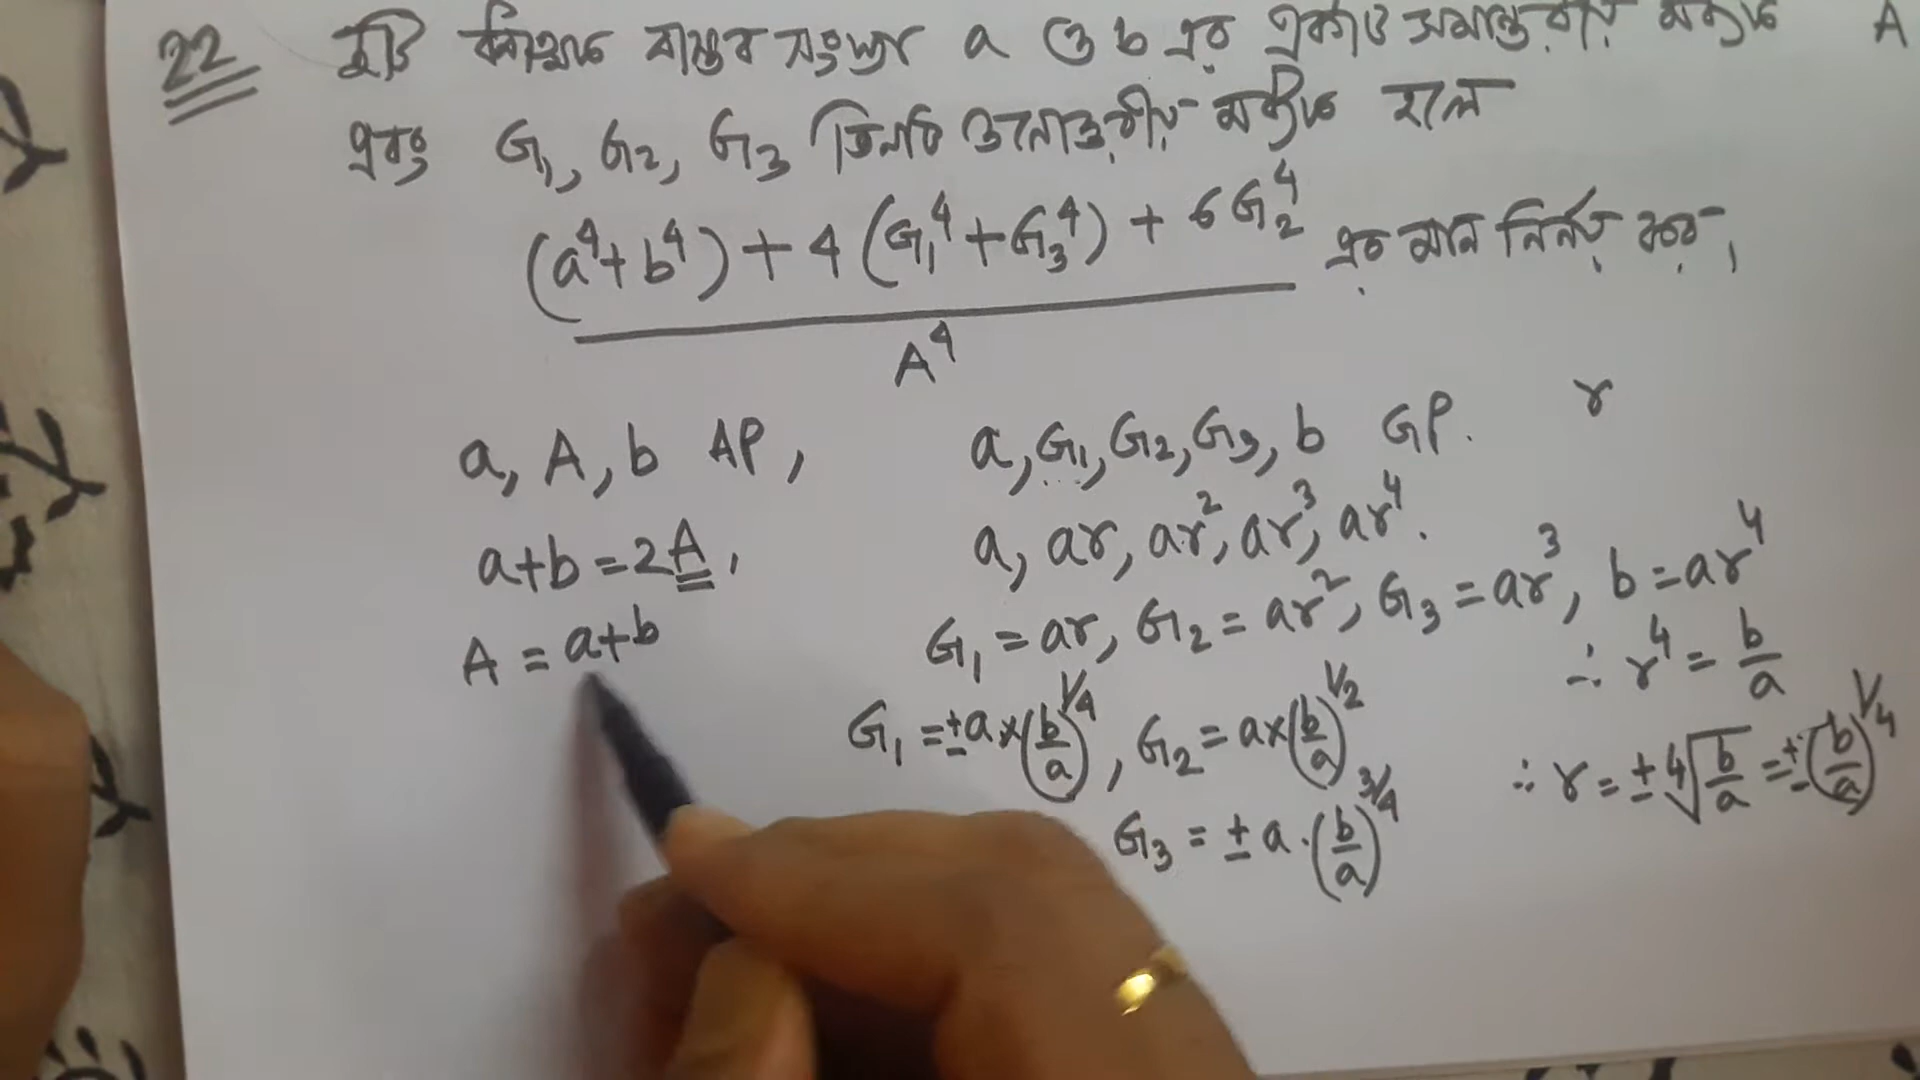 22 দুটি ধনাত্মক বাস্তব সংখ্যা a ও b এর একটি সমান্তরীয় মধ্যক A
এবং G₁, G₂, G₃ তিনটি গুণোত্তরীয় মধ্যক হলে
(a⁴+b⁴)+4(G₁⁴+G₃⁴)+6G₂⁴ / A⁴ এর মান নির্ণয় কর,
a, A, b AP, a, G₁, G₂, G₃, b GP. r
a+b=2A, a, ar, ar², ar³, ar⁴.
A = a+b G₁ = ar, G₂ = ar², G₃ = ar³, b = ar⁴
∴ r⁴ = b/a
G₁ = ±a×(b/a)^1/4, G₂ = a×(b/a)^1/2 ∴ r = ± ⁴√(b/a) = ±(b/a)^1/4
G₃ = ± a.(b/a)^3/4